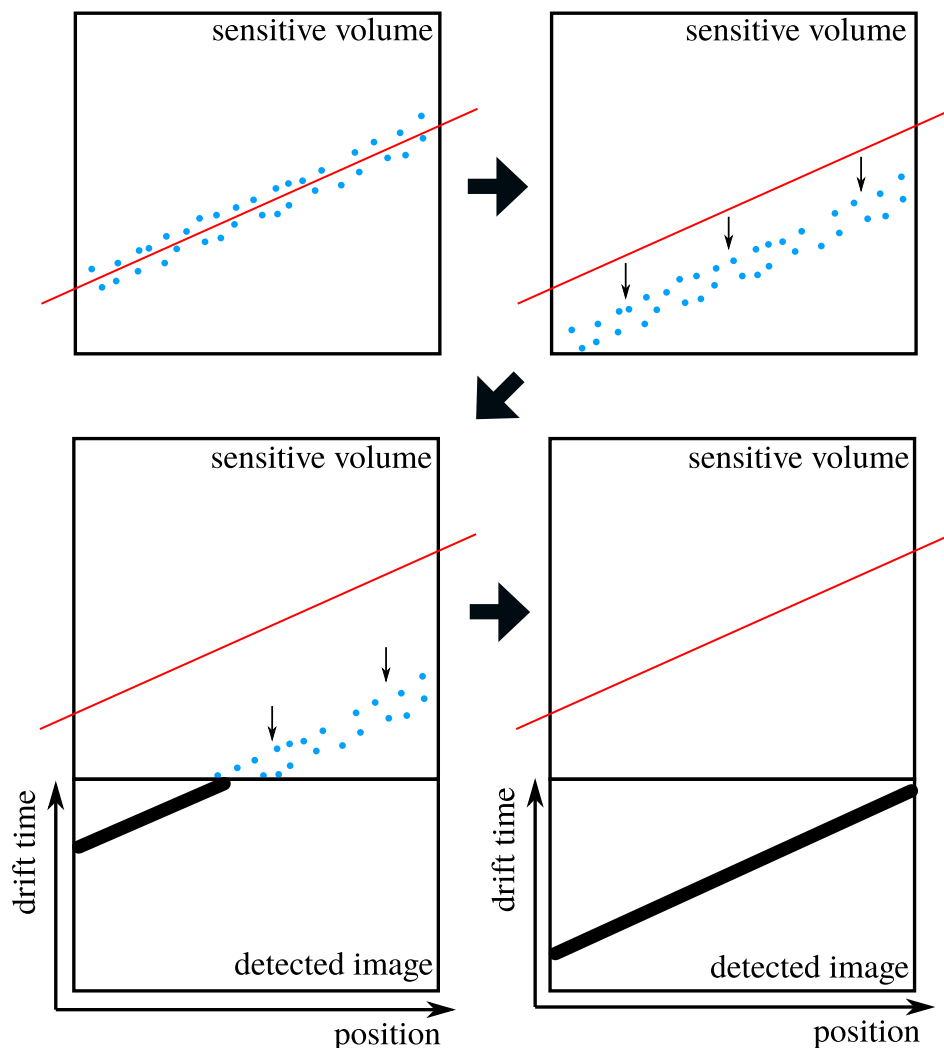 sensitive volume
sensitive volume
sensitive volume
sensitive volume
drift time
detected image
position
drift time
detected image
position